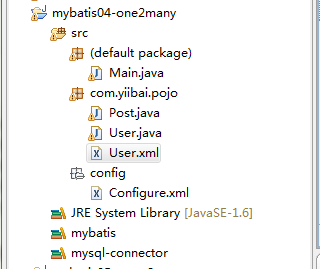 mybatis04-one2many
src
(default package)
Main.java
com.yiibai.pojo
Post.java
User.java
User.xml
config
Configure.xml
JRE System Library [JavaSE-1.6]
mybatis
mysql-connector